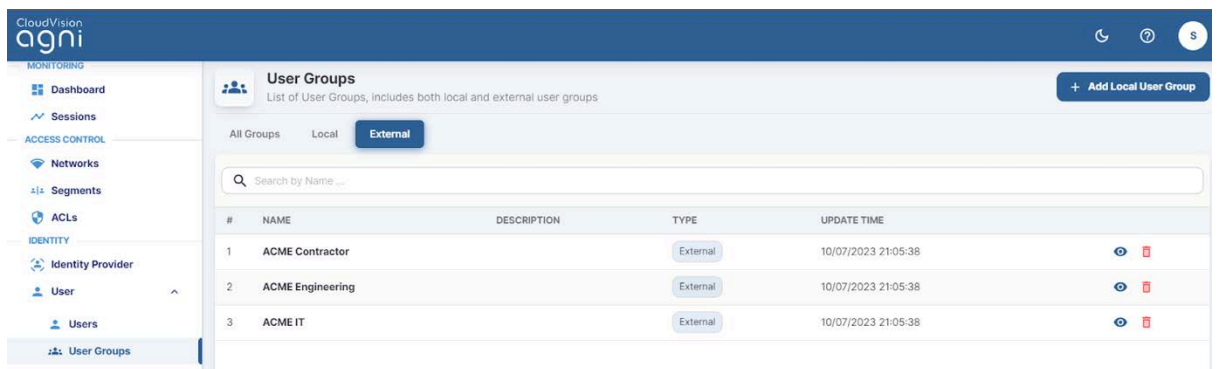 CloudVision
agni
S
MONITORING
Dashboard
Sessions
ACCESS CONTROL
Networks
Segments
ACLs
IDENTITY
Identity Provider
User
Users
User Groups
User Groups
List of User Groups, includes both local and external user groups
+ Add Local User Group
All Groups Local External
Search by Name ...
# NAME DESCRIPTION TYPE UPDATE TIME
1 ACME Contractor External 10/07/2023 21:05:38
2 ACME Engineering External 10/07/2023 21:05:38
3 ACME IT External 10/07/2023 21:05:38